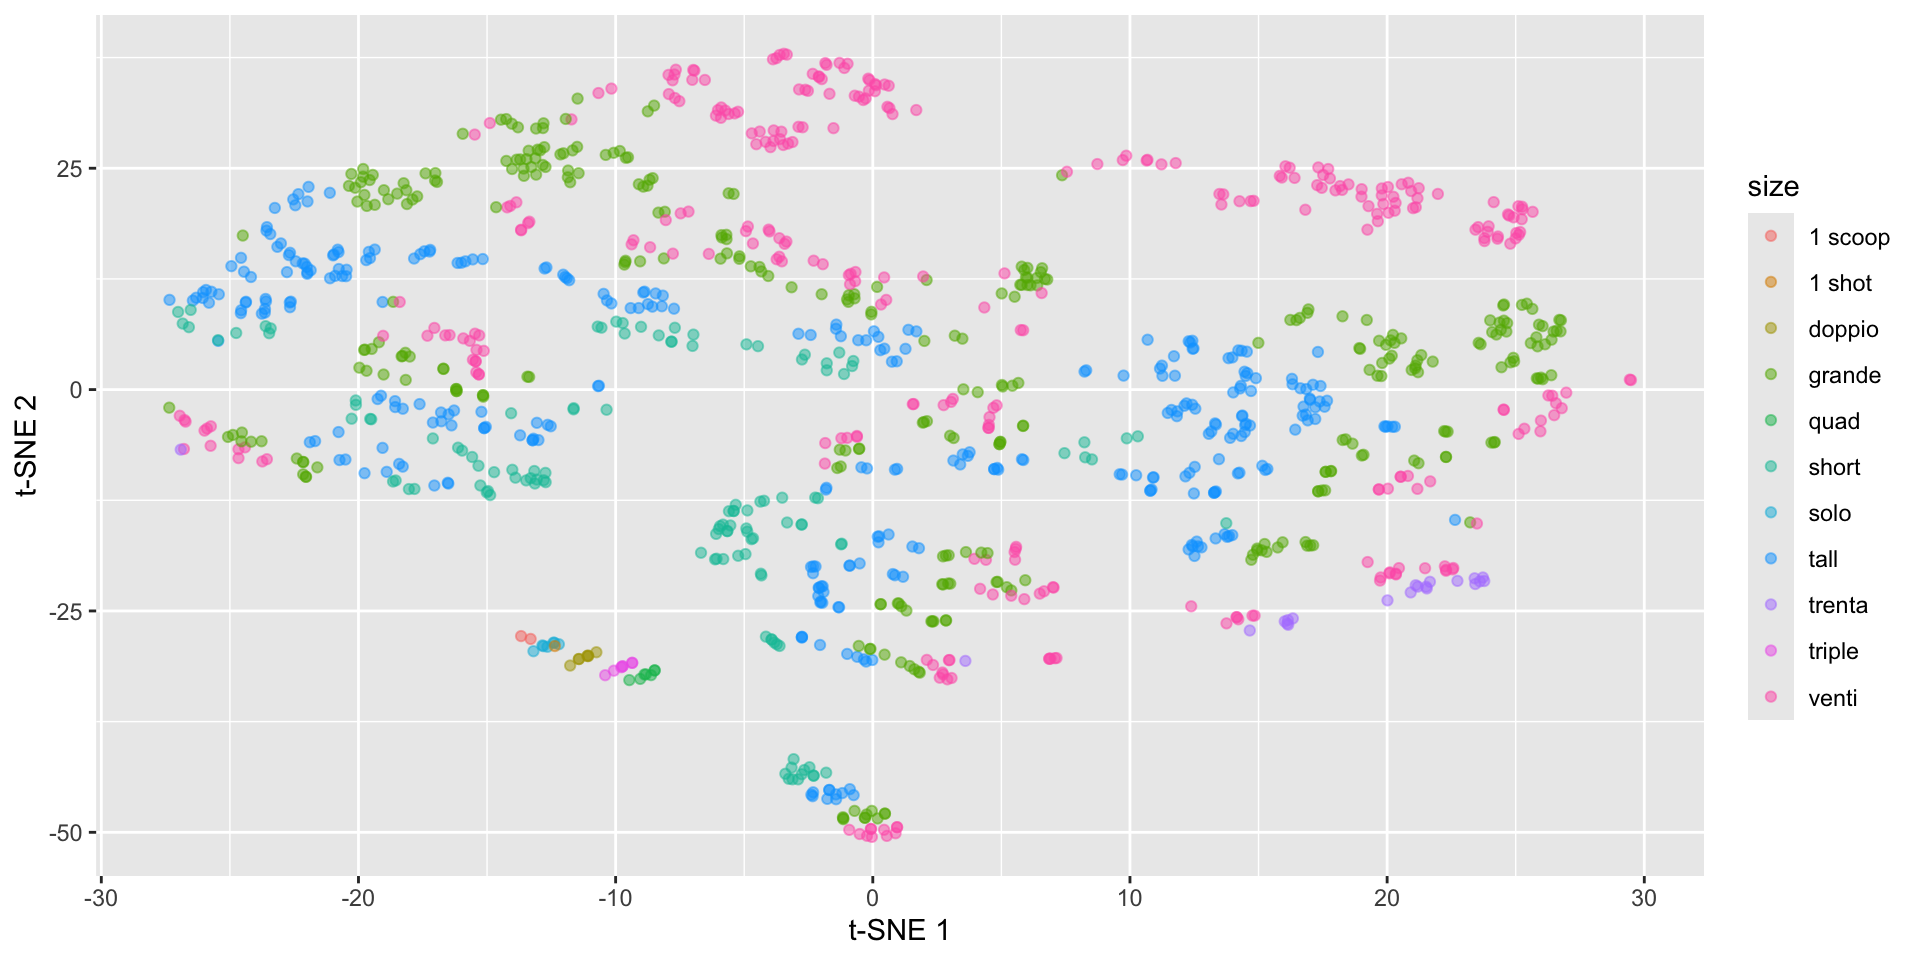 t-SNE 2
25
0
-25
-50
-30 -20 -10 0 10 20 30
t-SNE 1
size
1 scoop
1 shot
doppio
grande
quad
short
solo
tall
trenta
triple
venti